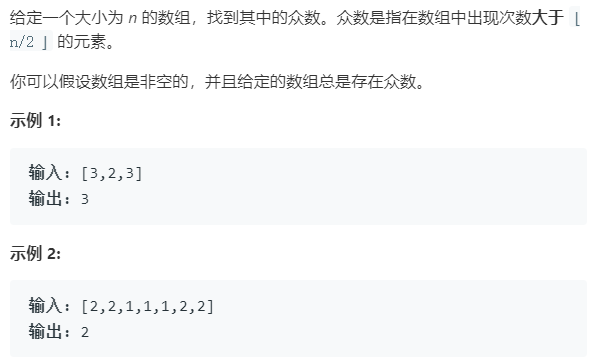 给定一个大小为 n 的数组，找到其中的众数。众数是指在数组中出现次数大于 ⌊
n/2 ⌋ 的元素。
你可以假设数组是非空的，并且给定的数组总是存在众数。
示例 1:
输入: [3,2,3]
输出: 3
示例 2:
输入: [2,2,1,1,1,2,2]
输出: 2